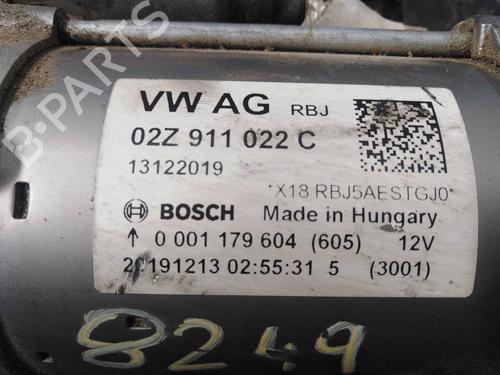 VW AG RBJ
02Z 911 022 C
13122019
*X18 RBJ5AESTGJ0*
BOSCH Made in Hungary
↑ 0 001 179 604 (605) 12V
20191213 02:55:31 5 (3001)
8249